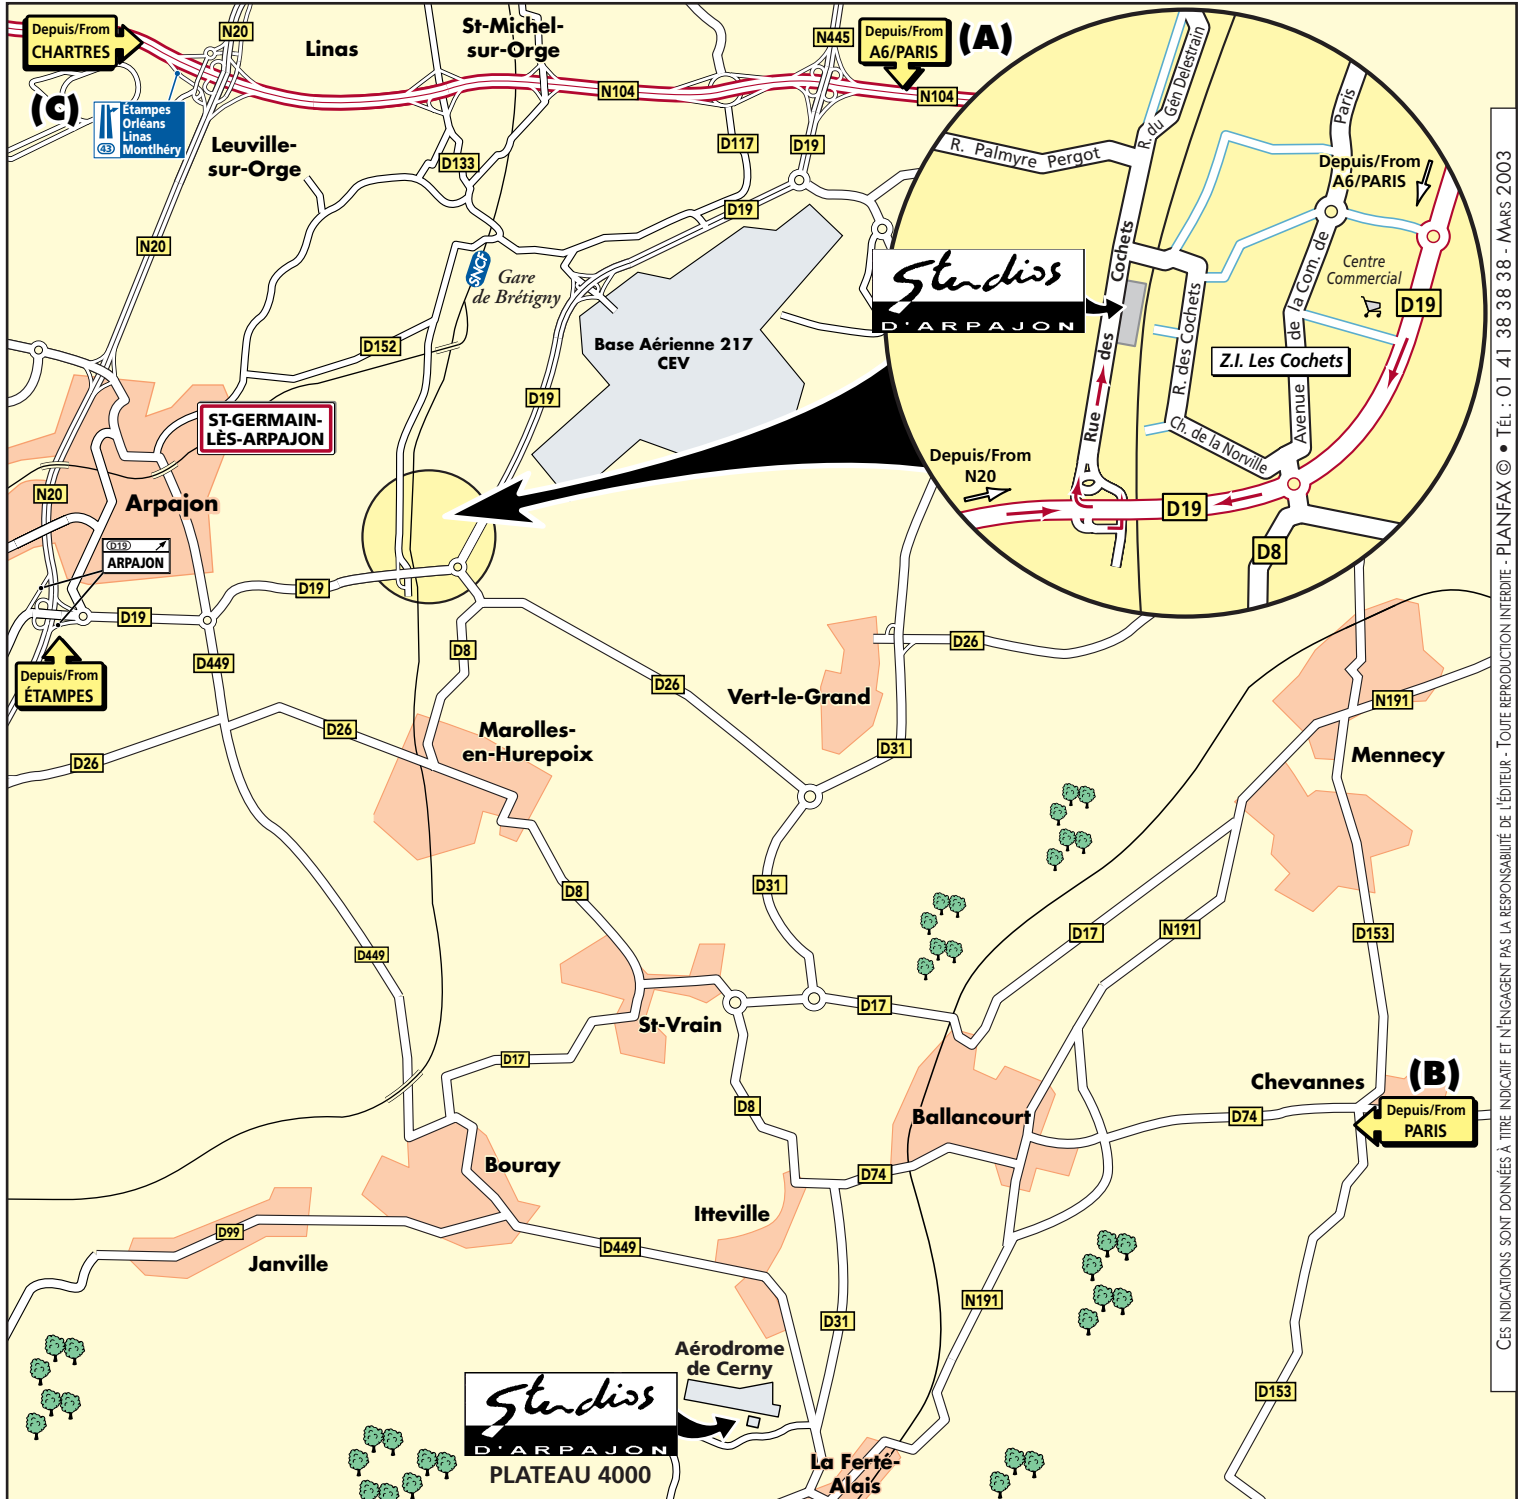 Depuis/From
CHARTRES
(C)
N20
Linas
St-Michel-
sur-Orge
N445
Depuis/From
A6/PARIS
(A)
N104
N104
Étampes
Orléans
Linas
Montlhéry
43
Leuville-
sur-Orge
D133
D117
D19
D19
N20
SNCF
Gare
de Brétigny
D152
Base Aérienne 217
CEV
D19
ST-GERMAIN-
LÈS-ARPAJON
N20
Arpajon
D19
ARPAJON
D19
D19
Depuis/From
ÉTAMPES
D449
D8
D26
D26
D26
Marolles-
en-Hurepoix
Vert-le-Grand
D26
D31
N191
Mennecy
D31
D8
D449
D17
N191
D153
St-Vrain
D17
D17
D8
Ballancourt
Chevannes
(B)
Depuis/From
PARIS
D74
D74
Bouray
Itteville
D99
Janville
D449
N191
D31
Aérodrome
de Cerny
D153
Studios
D'ARPAJON
PLATEAU 4000
La Ferté-
Alais
R. Palmyre Pergot
R. du Gén Delestrain
Paris
Depuis/From
A6/PARIS
Rue des Cochets
Studios
D'ARPAJON
R. des Cochets
Avenue de la Com. de
Centre
Commercial
D19
Z.I. Les Cochets
Ch. de la Norville
Depuis/From
N20
D19
D8
CES INDICATIONS SONT DONNÉES À TITRE INDICATIF ET N'ENGAGENT PAS LA RESPONSABILITÉ DE L'ÉDITEUR - TOUTE REPRODUCTION INTERDITE - PLANFAX © • TÉL : 01 41 38 38 38 - MARS 2003